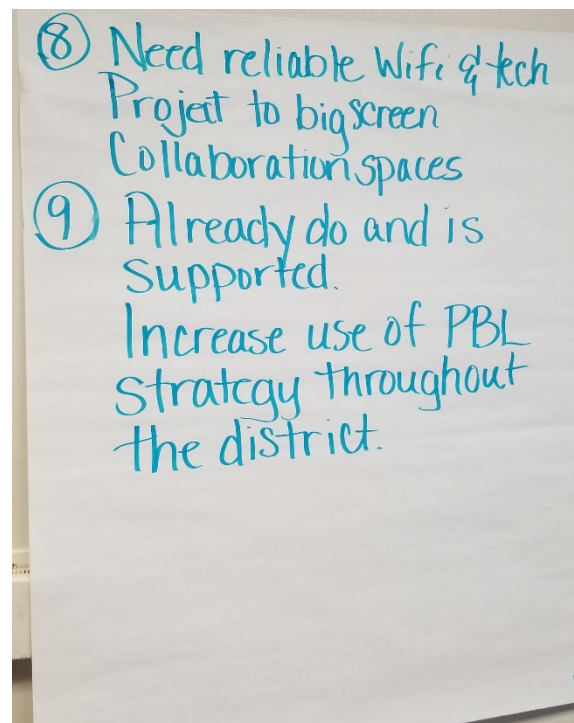 ⑧ Need reliable Wifi & tech
Project to big screen
Collaboration spaces
⑨ Already do and is
supported.
Increase use of PBL
strategy throughout
the district.